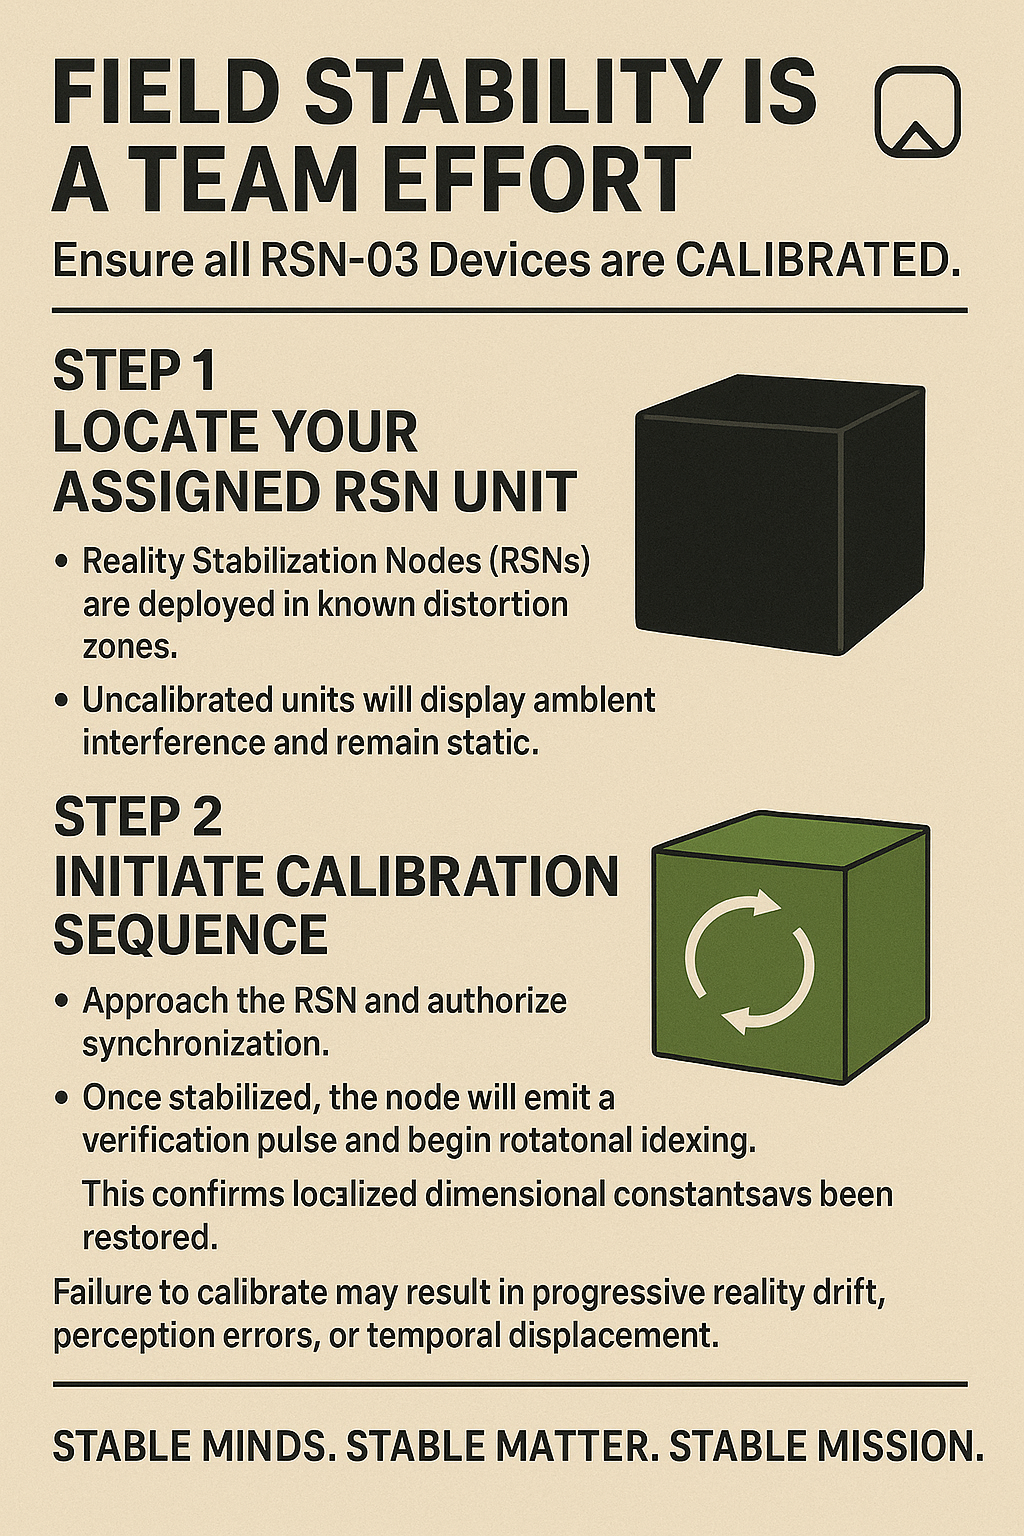 FIELD STABILITY IS
A TEAM EFFORT
Ensure all RSN-03 Devices are CALIBRATED.
STEP 1
LOCATE YOUR
ASSIGNED RSN UNIT
• Reality Stabilization Nodes (RSNs)
are deployed in known distortion
zones.
• Uncalibrated units will display amblent
interference and remain static.
STEP 2
INITIATE CALIBRATION
SEQUENCE
• Approach the RSN and authorize
synchronization.
• Once stabilized, the node will emit a
verification pulse and begin rotatonal idexing.
This confirms locɜlized dimensional constantsavs been
restored.
Failure to calibrate may result in progressive reality drift,
perception errors, or temporal displacement.
STABLE MINDS. STABLE MATTER. STABLE MISSION.